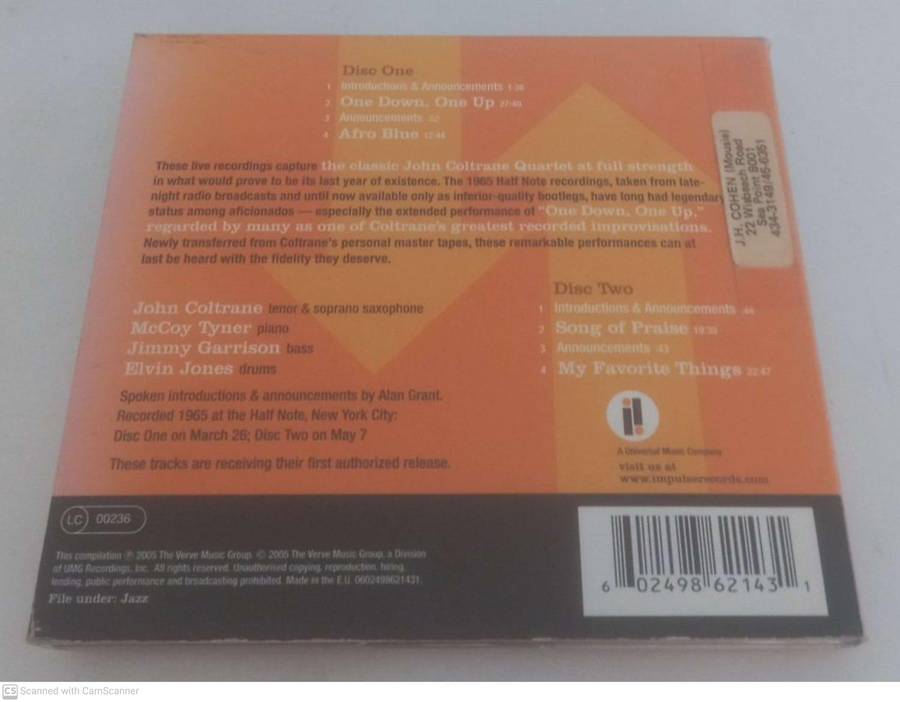 Disc One
1 Introductions & Announcements 1:36
2 One Down, One Up 27:40
3 Announcements :52
4 Afro Blue 12:44
These live recordings capture the classic John Coltrane Quartet at full strength
in what would prove to be its last year of existence. The 1965 Half Note recordings, taken from late-
night radio broadcasts and until now available only as inferior-quality bootlegs, have long had legendary
status among aficionados — especially the extended performance of "One Down, One Up,"
regarded by many as one of Coltrane's greatest recorded improvisations.
Newly transferred from Coltrane's personal master tapes, these remarkable performances can at
last be heard with the fidelity they deserve.
J.H. COHEN (Mousie)
22 Wisbeech Road
Sea Point 8001
434-3149/45-6351
John Coltrane tenor & soprano saxophone
McCoy Tyner piano
Jimmy Garrison bass
Elvin Jones drums
Spoken introductions & announcements by Alan Grant.
Recorded 1965 at the Half Note, New York City:
Disc One on March 26; Disc Two on May 7
These tracks are receiving their first authorized release.
Disc Two
1 Introductions & Announcements
2 Song of Praise 19:39
3 Announcements :43
4 My Favorite Things 22:47
A Universal Music Company
visit us at
www.impulserecords.com
LC 00236
This compilation ℗ 2005 The Verve Music Group. © 2005 The Verve Music Group, a Division
of UMG Recordings, Inc. All rights reserved. Unauthorised copying, reproduction, hiring,
lending, public performance and broadcasting prohibited. Made in the E.U. 0602498621431.
File under: Jazz
6 02498 62143 1
CS Scanned with CamScanner